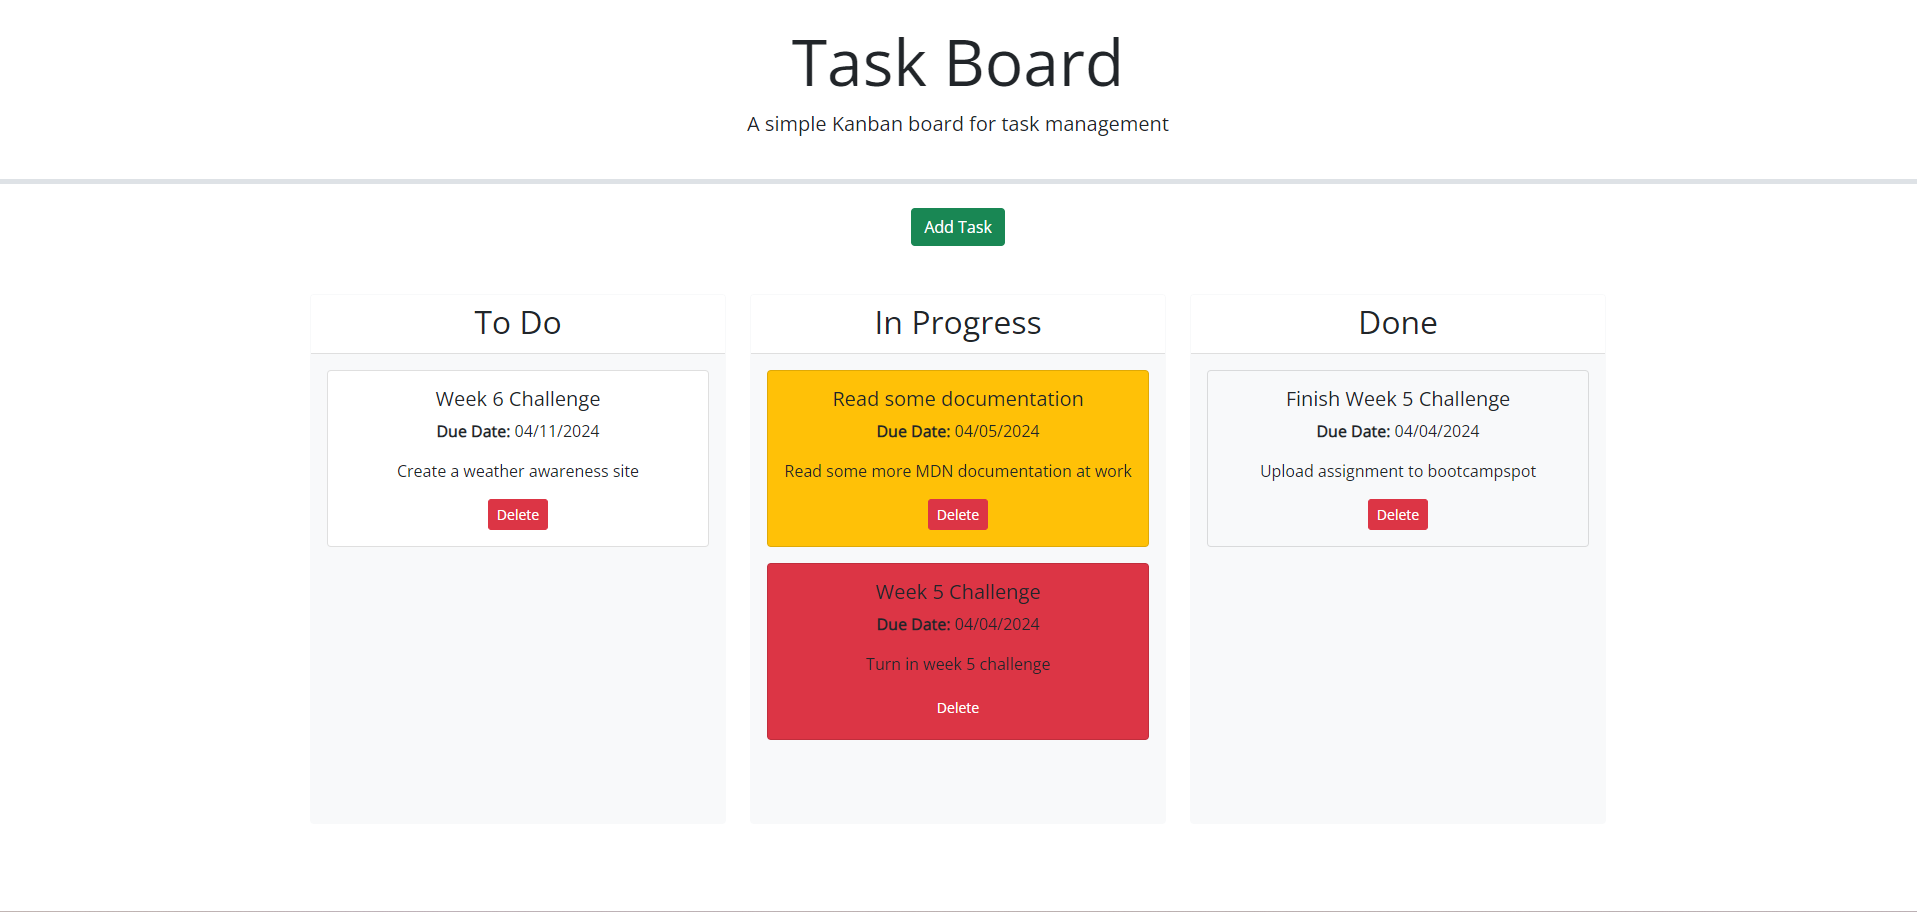 Task Board
A simple Kanban board for task management
Add Task
To Do
Week 6 Challenge
Due Date: 04/11/2024
Create a weather awareness site
Delete
In Progress
Read some documentation
Due Date: 04/05/2024
Read some more MDN documentation at work
Delete
Week 5 Challenge
Due Date: 04/04/2024
Turn in week 5 challenge
Delete
Done
Finish Week 5 Challenge
Due Date: 04/04/2024
Upload assignment to bootcampspot
Delete